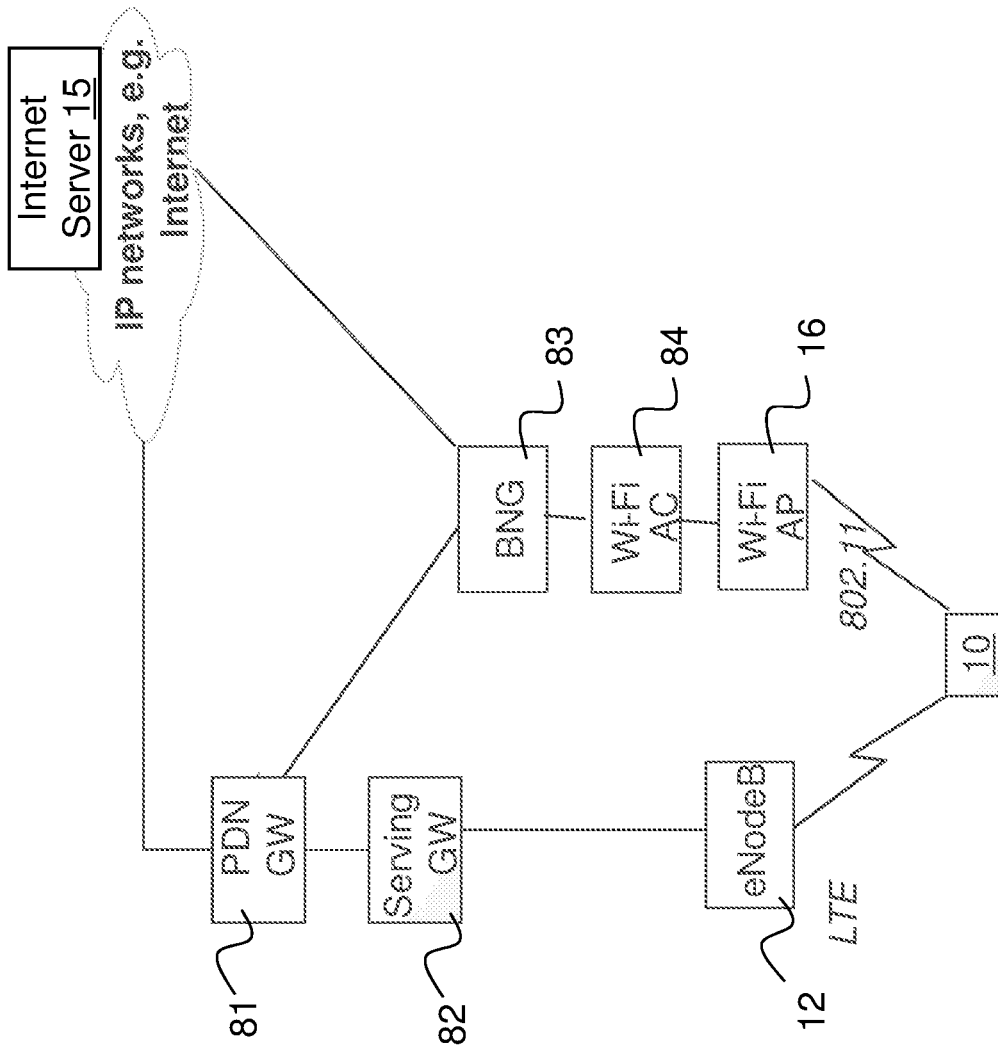 Internet
Server 15
IP networks, e.g.
Internet
81
PDN
GW
82
Serving
GW
BNG
83
Wi-Fi
AC
84
12
eNodeB
Wi-Fi
AP
16
LTE
802.11
10